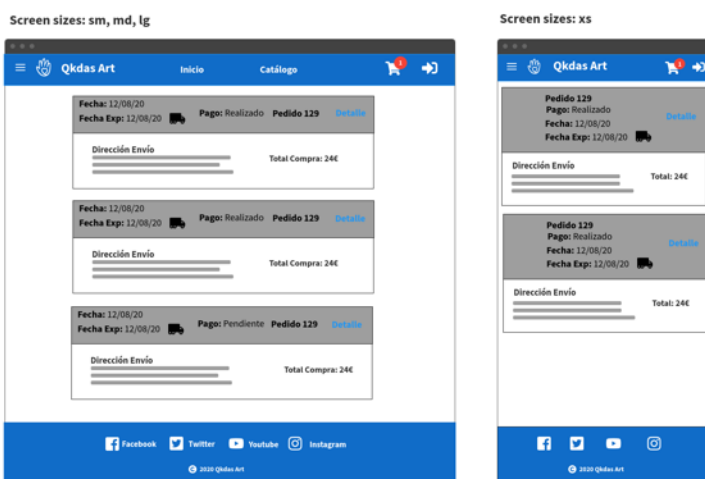 Screen sizes: sm, md, lg
Qkdas Art Inicio Catálogo 1
Fecha: 12/08/20
Fecha Exp: 12/08/20 Pago: Realizado Pedido 129 Detalle
Dirección Envío
Total Compra: 24€
Fecha: 12/08/20
Fecha Exp: 12/08/20 Pago: Realizado Pedido 129 Detalle
Dirección Envío
Total Compra: 24€
Fecha: 12/08/20
Fecha Exp: 12/08/20 Pago: Pendiente Pedido 129 Detalle
Dirección Envío
Total Compra: 24€
Facebook Twitter Youtube Instagram
2020 Qkdas Art
Screen sizes: xs
Qkdas Art 1
Pedido 129
Pago: Realizado
Detalle
Fecha: 12/08/20
Fecha Exp: 12/08/20
Dirección Envío
Total: 24€
Pedido 129
Pago: Realizado
Detalle
Fecha: 12/08/20
Fecha Exp: 12/08/20
Dirección Envío
Total: 24€
2020 Qkdas Art